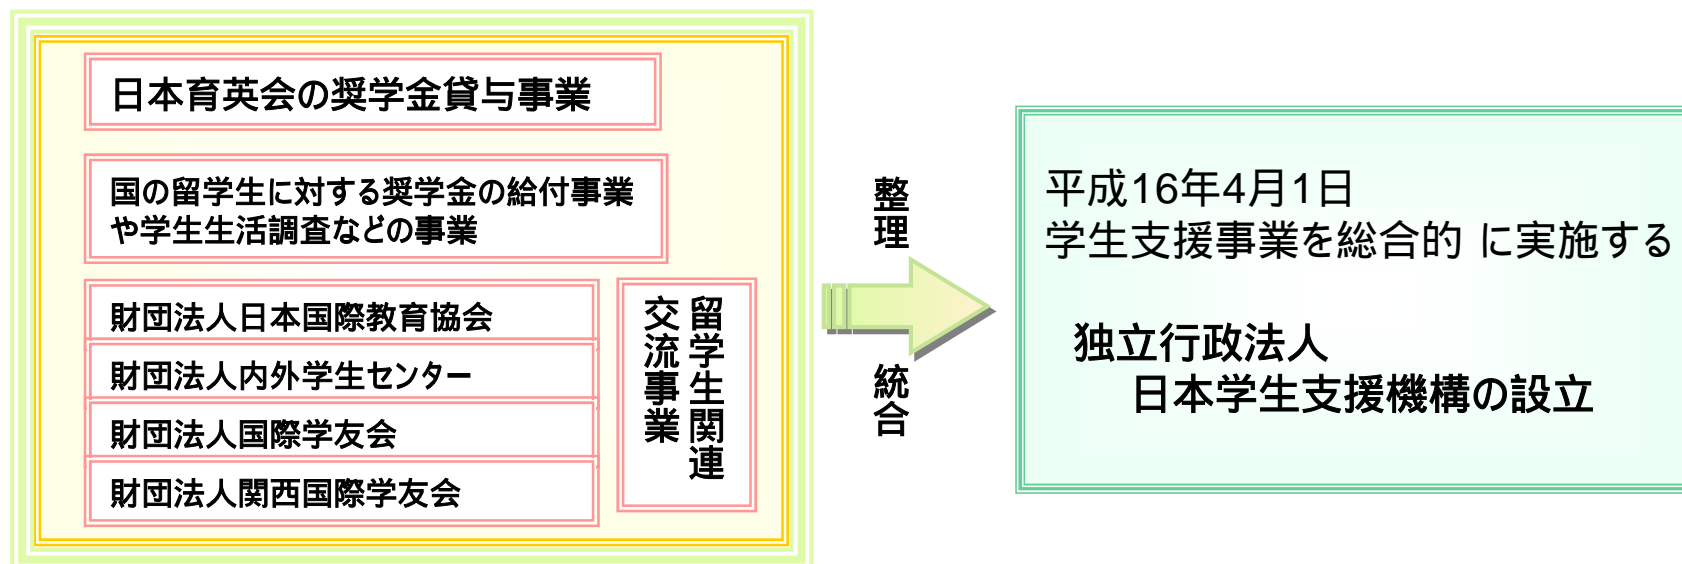 日本育英会の奨学金貸与事業
国の留学生に対する奨学金の給付事業
や学生生活調査などの事業
財団法人日本国際教育協会
財団法人内外学生センター
財団法人国際学友会
財団法人関西国際学友会
留学生関連
交流事業
整理
統合
平成16年4月1日
学生支援事業を総合的 に実施する
独立行政法人
日本学生支援機構の設立